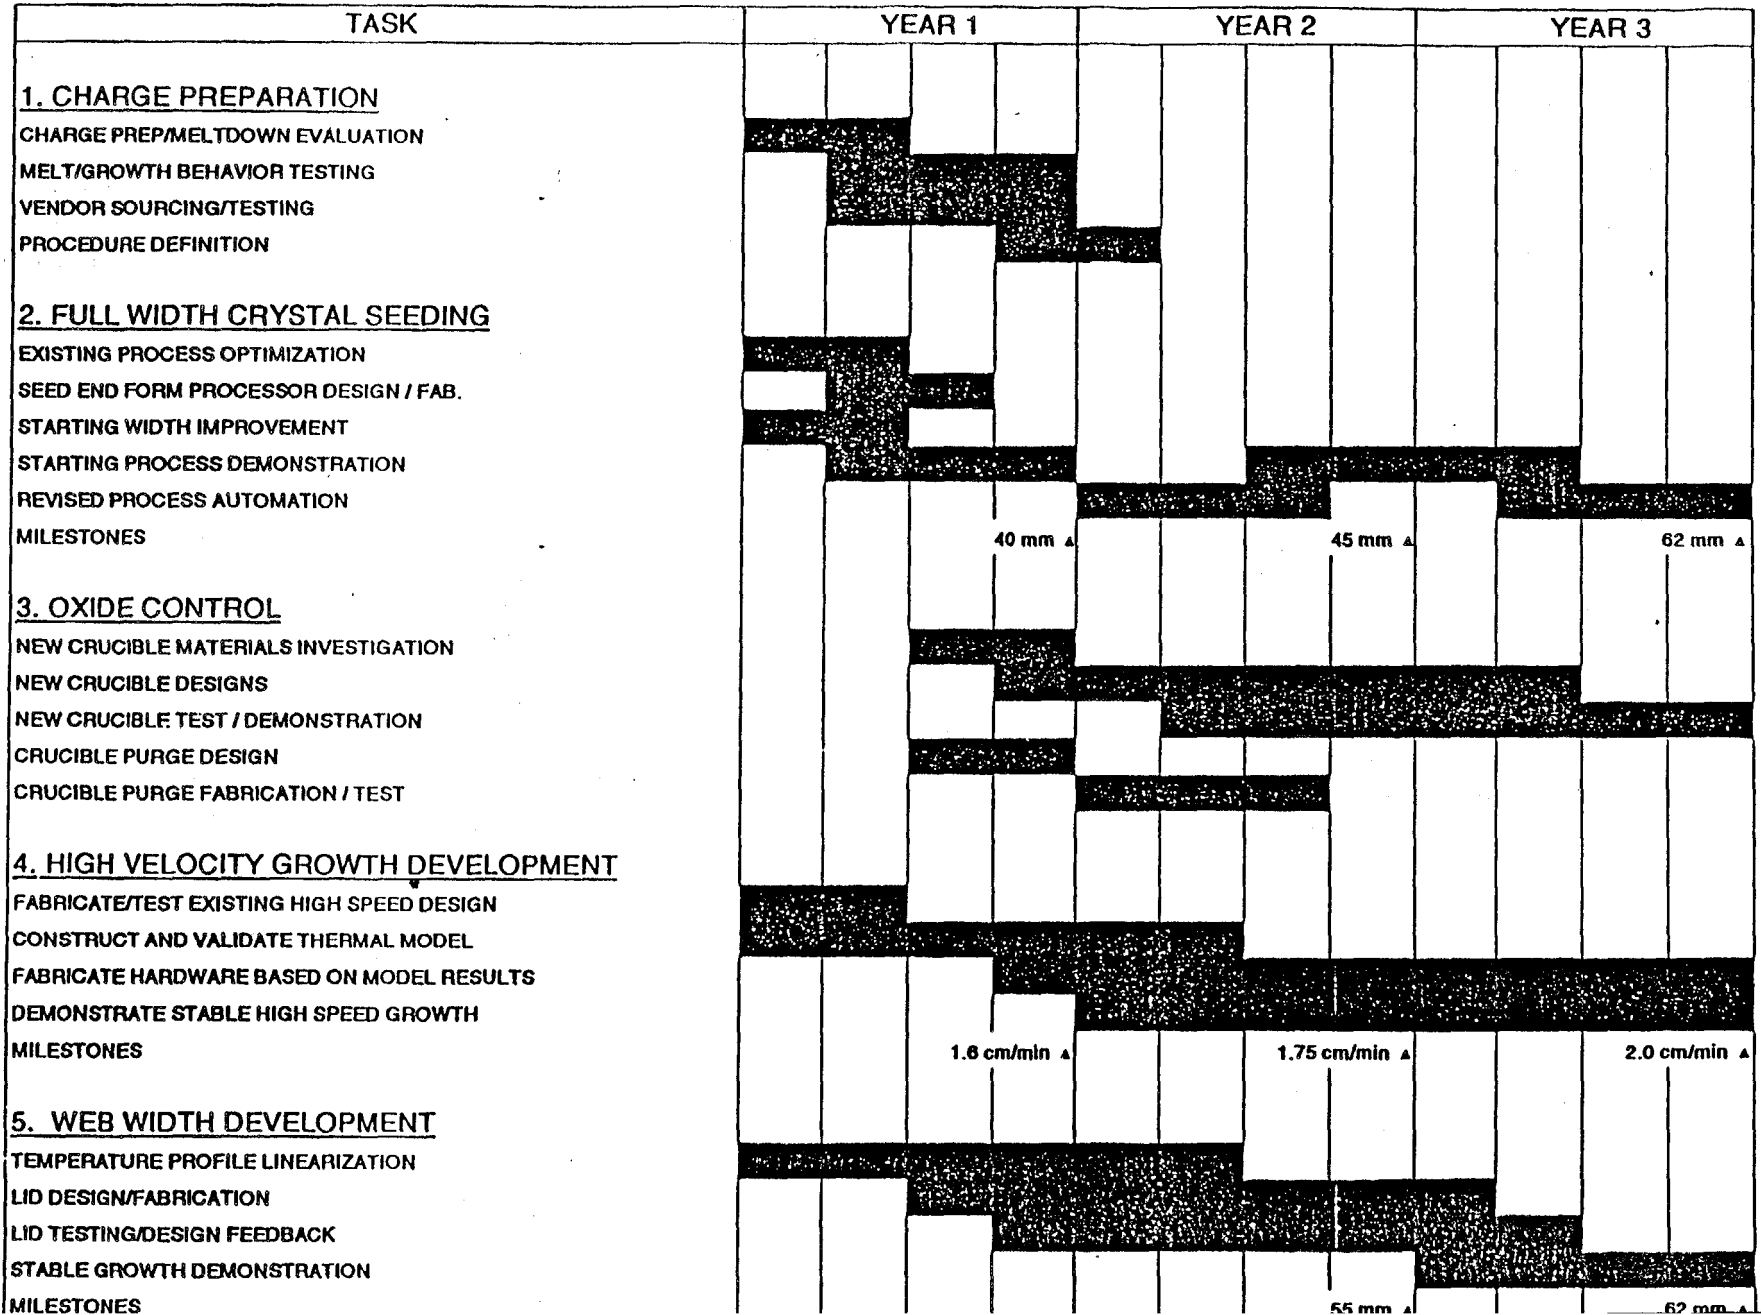 TASK YEAR 1 YEAR 2 YEAR 3
1. CHARGE PREPARATION
CHARGE PREP/MELTDOWN EVALUATION
MELT/GROWTH BEHAVIOR TESTING
VENDOR SOURCING/TESTING
PROCEDURE DEFINITION
2. FULL WIDTH CRYSTAL SEEDING
EXISTING PROCESS OPTIMIZATION
SEED END FORM PROCESSOR DESIGN / FAB.
STARTING WIDTH IMPROVEMENT
STARTING PROCESS DEMONSTRATION
REVISED PROCESS AUTOMATION
MILESTONES 40 mm ▲ 45 mm ▲ 62 mm ▲
3. OXIDE CONTROL
NEW CRUCIBLE MATERIALS INVESTIGATION
NEW CRUCIBLE DESIGNS
NEW CRUCIBLE TEST / DEMONSTRATION
CRUCIBLE PURGE DESIGN
CRUCIBLE PURGE FABRICATION / TEST
4. HIGH VELOCITY GROWTH DEVELOPMENT
FABRICATE/TEST EXISTING HIGH SPEED DESIGN
CONSTRUCT AND VALIDATE THERMAL MODEL
FABRICATE HARDWARE BASED ON MODEL RESULTS
DEMONSTRATE STABLE HIGH SPEED GROWTH
MILESTONES 1.6 cm/min ▲ 1.75 cm/min ▲ 2.0 cm/min ▲
5. WEB WIDTH DEVELOPMENT
TEMPERATURE PROFILE LINEARIZATION
LID DESIGN/FABRICATION
LID TESTING/DESIGN FEEDBACK
STABLE GROWTH DEMONSTRATION
MILESTONES 55 mm ▲ 62 mm ▲